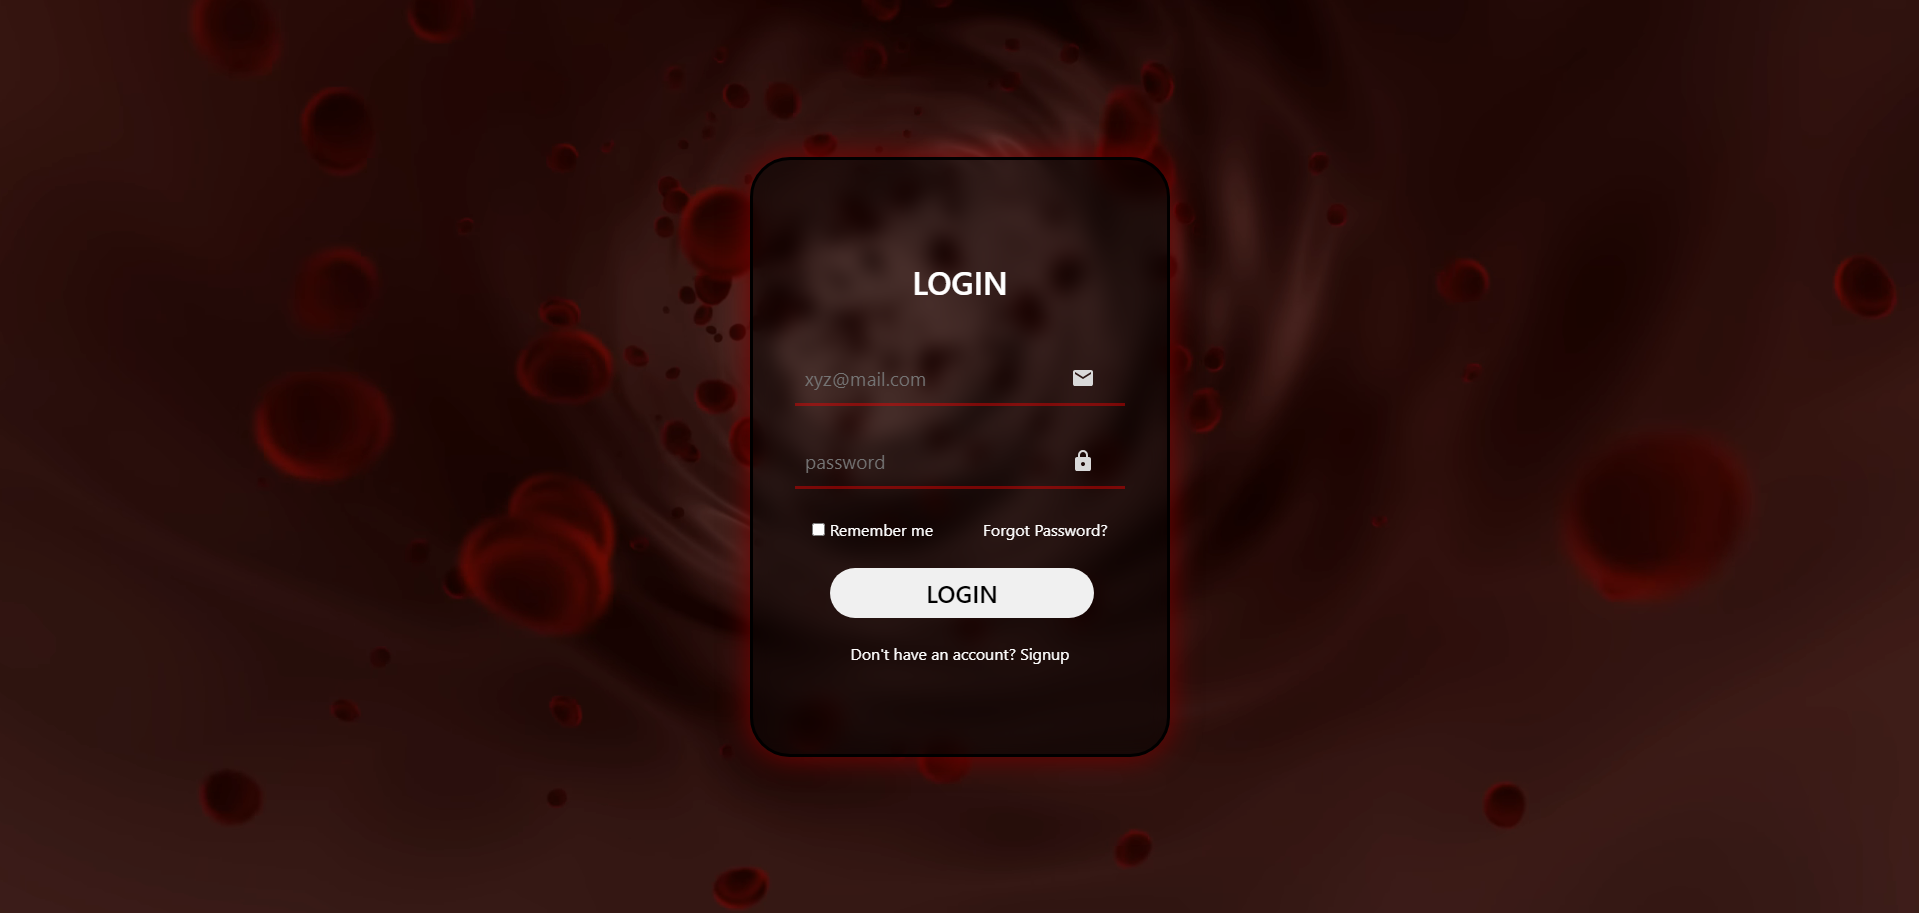 LOGIN
xyz@mail.com
password
Remember me Forgot Password?
LOGIN
Don't have an account? Signup